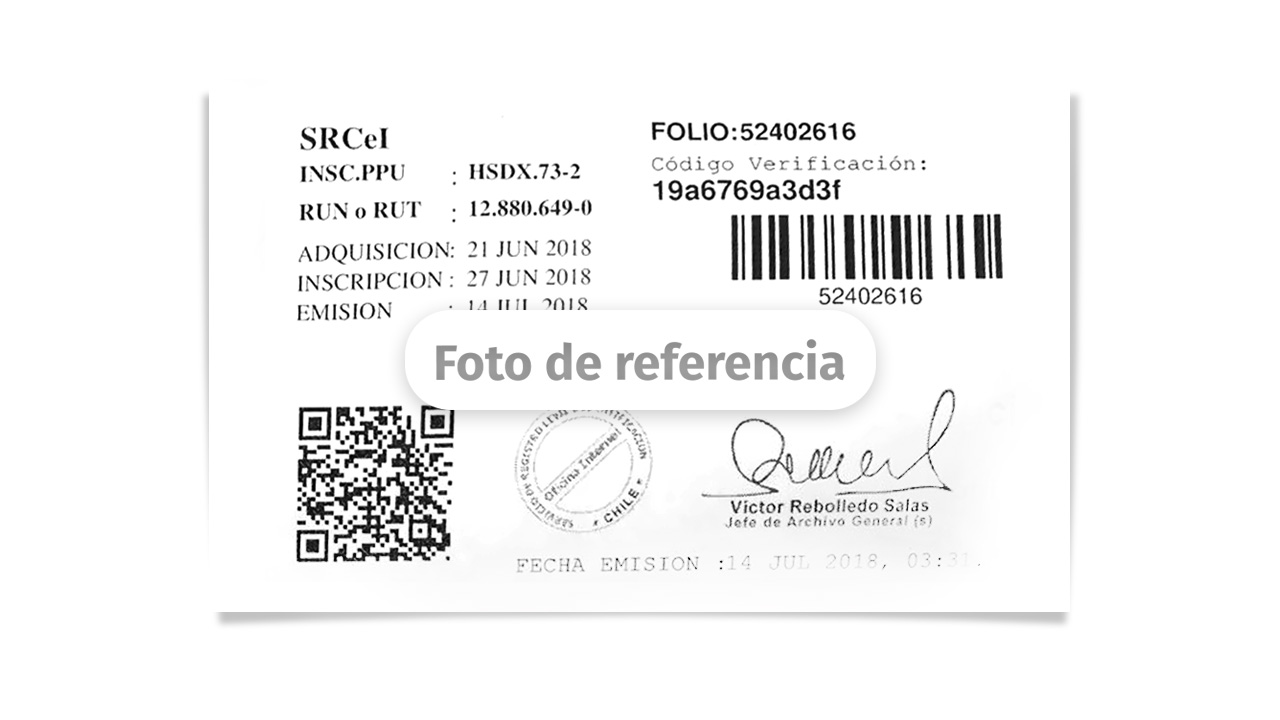 SRCeI
INSC.PPU : HSDX.73-2
RUN o RUT : 12.880.649-0
ADQUISICION: 21 JUN 2018
INSCRIPCION : 27 JUN 2018
EMISION : 14 JUL 2018
FOLIO:52402616
Código Verificación:
19a6769a3d3f
52402616
Foto de referencia
SERVICIO DE REGISTRO
Oficina Internet
CHILE
Victor Rebolledo Salas
Jefe de Archivo General (s)
FECHA EMISION :14 JUL 2018, 03:31.